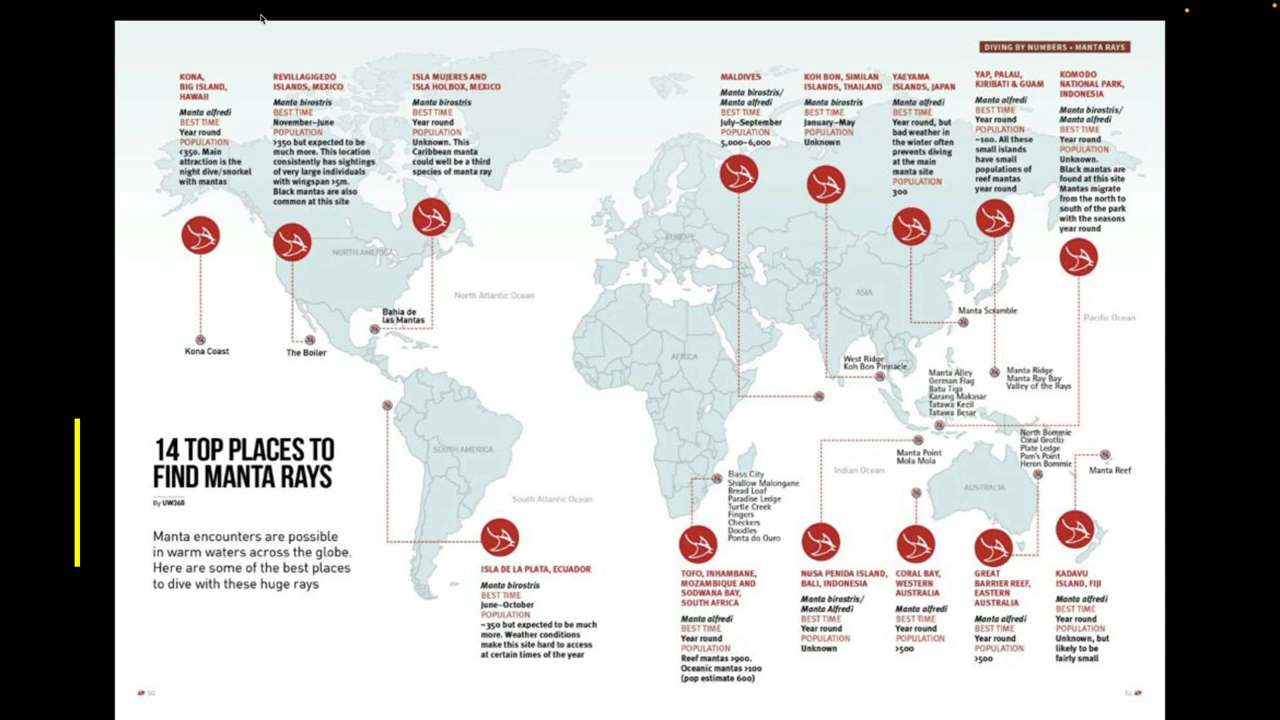 DIVING BY NUMBERS • MANTA RAYS
KONA,
BIG ISLAND,
HAWAII
Manta alfredi
BEST TIME
Year round
POPULATION
<350. Main
attraction is the
night dive/snorkel
with mantas
REVILLAGIGEDO
ISLANDS, MEXICO
Manta birostris
BEST TIME
November–June
POPULATION
>350 but expected to be
much more. This location
consistently has sightings
of very large individuals
with wingspan >5m.
Black mantas are also
common at this site
ISLA MUJERES AND
ISLA HOLBOX, MEXICO
Manta birostris
BEST TIME
Year round
POPULATION
Unknown. This
Caribbean manta
could well be a third
species of manta ray
MALDIVES
Manta birostris/
Manta alfredi
BEST TIME
July–September
POPULATION
5,000–6,000
KOH BON, SIMILAN
ISLANDS, THAILAND
Manta birostris
BEST TIME
January–May
POPULATION
Unknown
YAEYAMA
ISLANDS, JAPAN
Manta alfredi
BEST TIME
Year round, but
bad weather in
the winter often
prevents diving
at the main
manta site
POPULATION
300
YAP, PALAU,
KIRIBATI & GUAM
Manta alfredi
BEST TIME
Year round
POPULATION
~100. All these
small islands
have small
populations of
reef mantas
year round
KOMODO
NATIONAL PARK,
INDONESIA
Manta birostris/
Manta alfredi
BEST TIME
Year round
POPULATION
Unknown.
Black mantas are
found at this site
Mantas migrate
from the north to
south of the park
with the seasons
year round
NORTH AMERICA
EUROPE
ASIA
AFRICA
SOUTH AMERICA
AUSTRALIA
North Atlantic Ocean
South Atlantic Ocean
Indian Ocean
Pacific Ocean
Kona Coast
The Boiler
Bahia de
las Mantas
Manta Scramble
West Ridge
Koh Bon Pinnacle
Manta Alley
German Flag
Batu Tiga
Karang Makasar
Tatawa Kecil
Tatawa Besar
Manta Ridge
Manta Ray Bay
Valley of the Rays
North Bommie
Coral Grotto
Plate Ledge
Pam's Point
Heron Bommie
Manta Reef
Manta Point
Mola Mola
Bass City
Shallow Malongane
Bread Loaf
Paradise Ledge
Turtle Creek
Fingers
Checkers
Doodles
Ponta do Ouro
14 TOP PLACES TO
FIND MANTA RAYS
By UW360
Manta encounters are possible
in warm waters across the globe.
Here are some of the best places
to dive with these huge rays
ISLA DE LA PLATA, ECUADOR
Manta birostris
BEST TIME
June–October
POPULATION
~350 but expected to be much
more. Weather conditions
make this site hard to access
at certain times of the year
TOFO, INHAMBANE,
MOZAMBIQUE AND
SODWANA BAY,
SOUTH AFRICA
Manta alfredi
BEST TIME
Year round
POPULATION
Reef mantas >900.
Oceanic mantas >100
(pop estimate 600)
NUSA PENIDA ISLAND,
BALI, INDONESIA
Manta birostris/
Manta Alfredi
BEST TIME
Year round
POPULATION
Unknown
CORAL BAY,
WESTERN
AUSTRALIA
Manta alfredi
BEST TIME
Year round
POPULATION
>500
GREAT
BARRIER REEF,
EASTERN
AUSTRALIA
Manta alfredi
BEST TIME
Year round
POPULATION
>500
KADAVU
ISLAND, FIJI
Manta alfredi
BEST TIME
Year round
POPULATION
Unknown, but
likely to be
fairly small
50
51